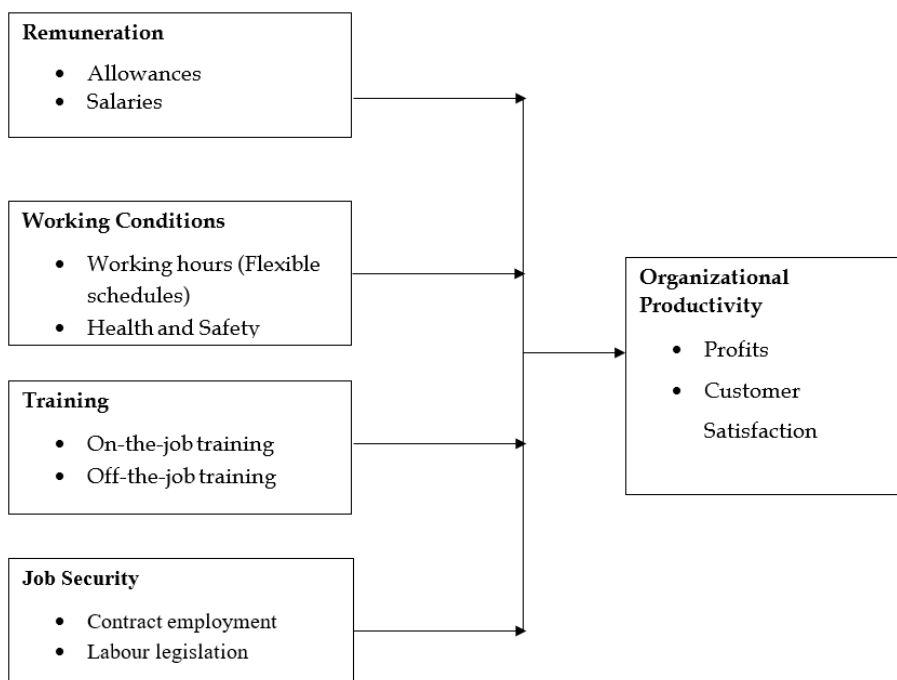 Remuneration
• Allowances
• Salaries
Working Conditions
• Working hours (Flexible
schedules)
• Health and Safety
Training
• On-the-job training
• Off-the-job training
Job Security
• Contract employment
• Labour legislation
Organizational
Productivity
• Profits
• Customer
Satisfaction